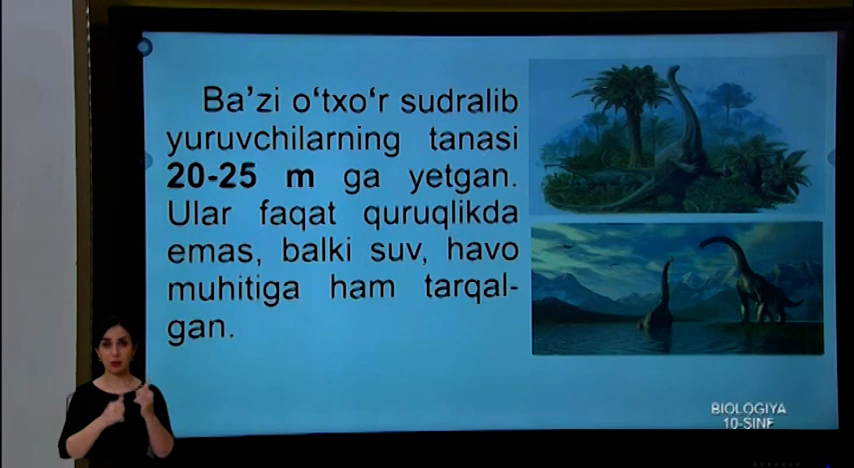 Ba’zi o‘txo‘r sudralib
yuruvchilarning tanasi
20-25 m ga yetgan.
Ular faqat quruqlikda
emas, balki suv, havo
muhitiga ham tarqal-
gan.
BIOLOGIYA
10-SINF